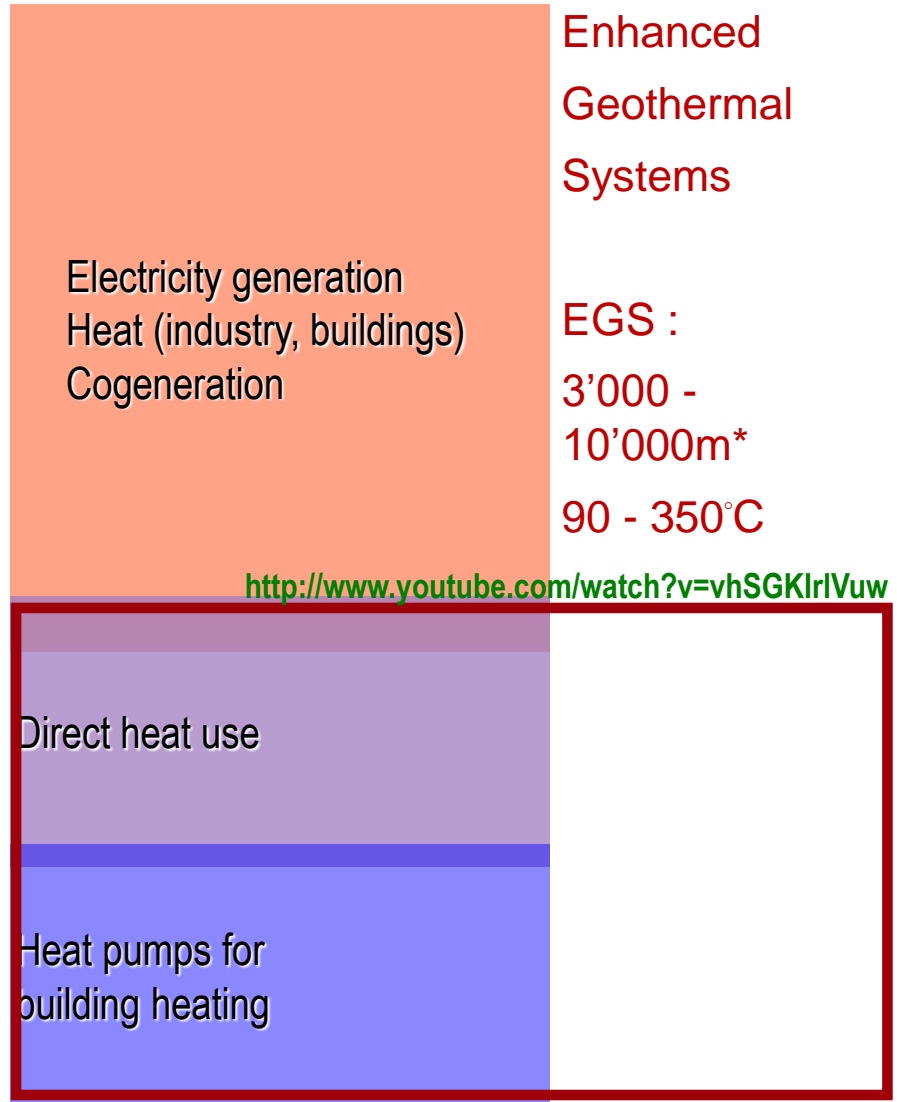 Enhanced
Geothermal
Systems
Electricity generation
Heat (industry, buildings)
Cogeneration
EGS :
3’000 -
10’000m*
90 - 350°C
http://www.youtube.com/watch?v=vhSGKIrIVuw
Direct heat use
Heat pumps for
building heating